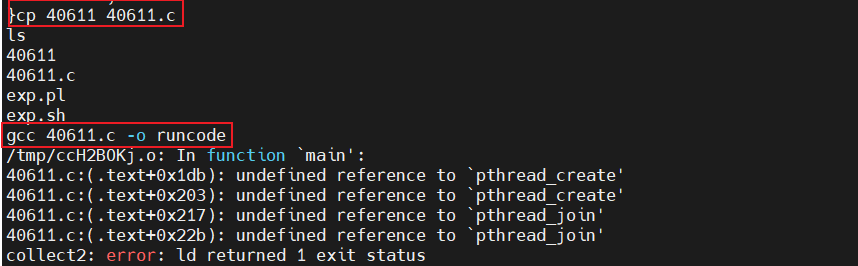 }cp 40611 40611.c
ls
40611
40611.c
exp.pl
exp.sh
gcc 40611.c -o runcode
/tmp/ccH2BOKj.o: In function `main':
40611.c:(.text+0x1db): undefined reference to `pthread_create'
40611.c:(.text+0x203): undefined reference to `pthread_create'
40611.c:(.text+0x217): undefined reference to `pthread_join'
40611.c:(.text+0x22b): undefined reference to `pthread_join'
collect2: error: ld returned 1 exit status